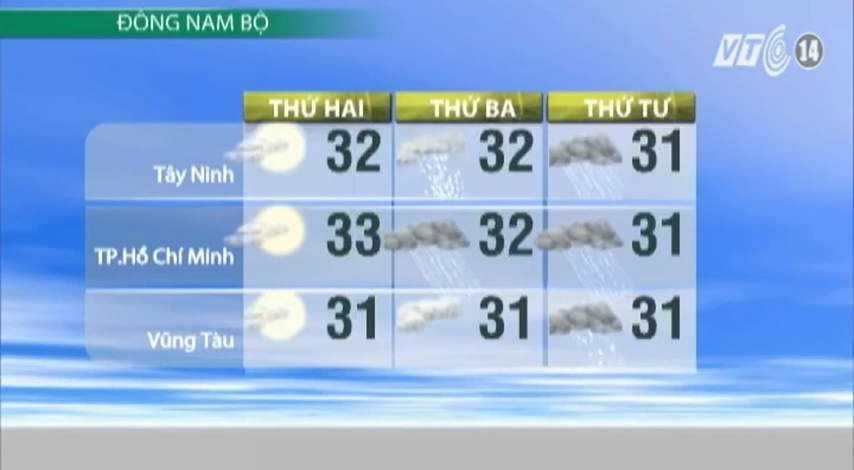 ĐÔNG NAM BỘ
VTC 14
THỨ HAI THỨ BA THỨ TƯ
Tây Ninh 32 32 31
TP.Hồ Chí Minh 33 32 31
Vũng Tàu 31 31 31